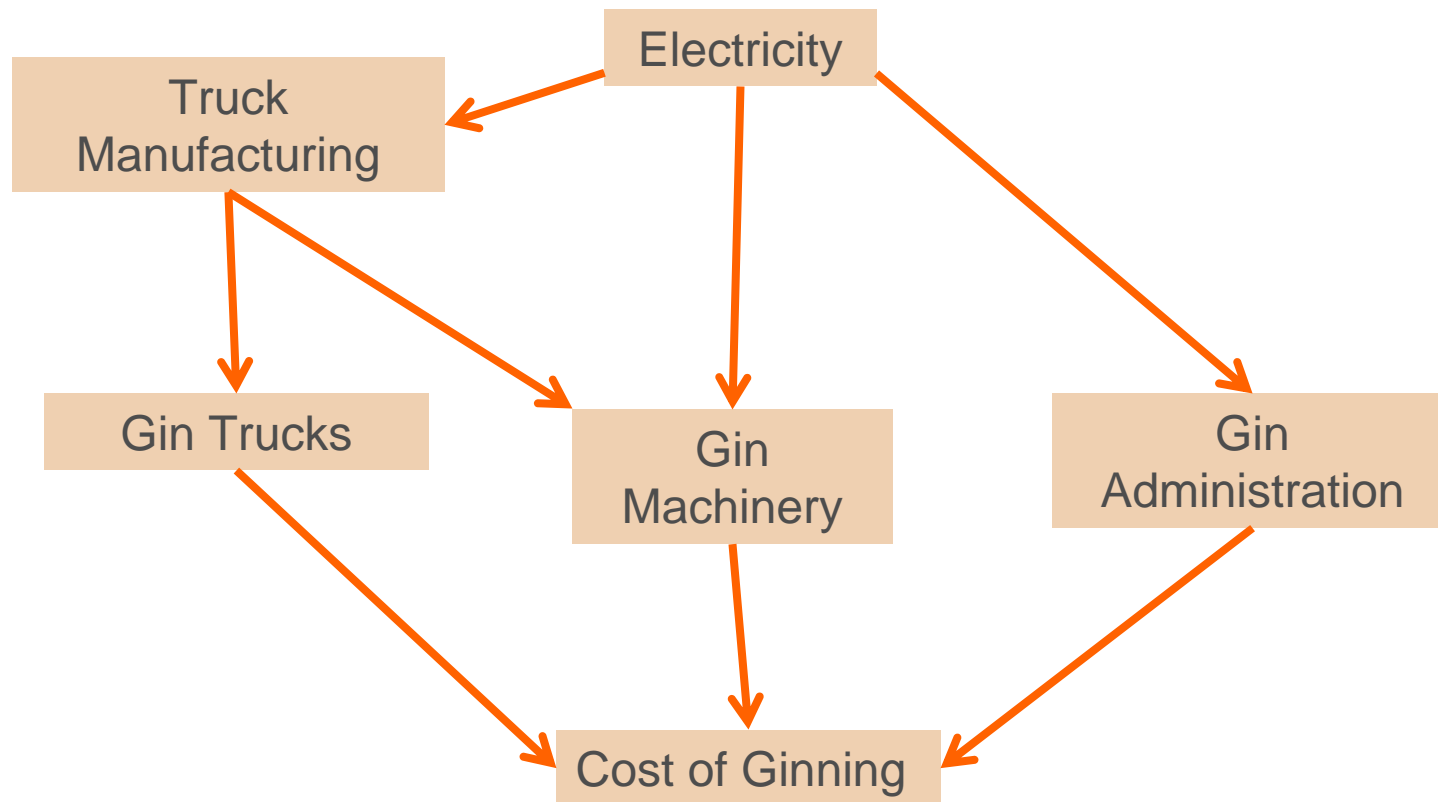 Electricity
Truck
Manufacturing
Gin Trucks
Gin
Machinery
Gin
Administration
Cost of Ginning